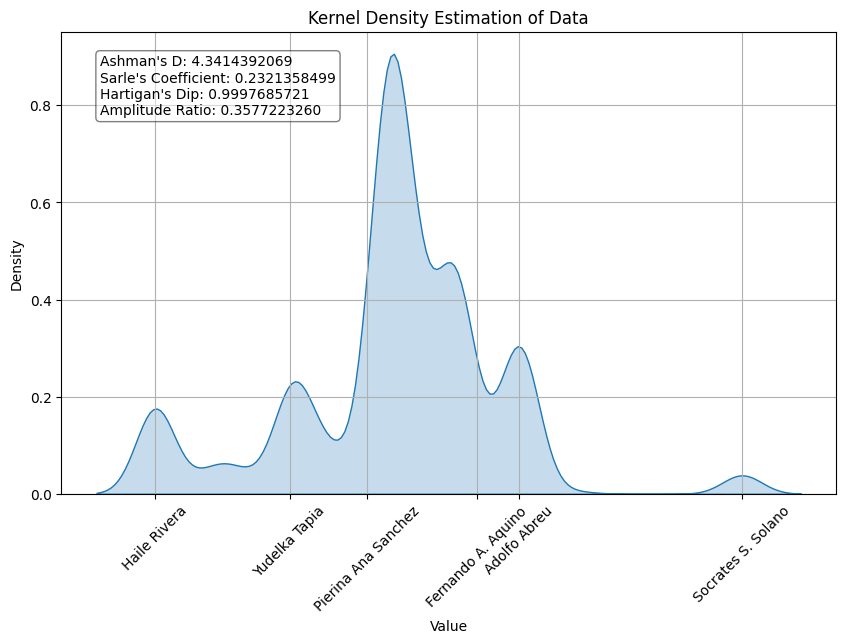 Kernel Density Estimation of Data
Ashman's D: 4.3414392069
Sarle's Coefficient: 0.2321358499
Hartigan's Dip: 0.9997685721
Amplitude Ratio: 0.3577223260
Density
0.8
0.6
0.4
0.2
0.0
Haile Rivera
Yudelka Tapia
Pierina Ana Sanchez
Fernando A. Aquino
Adolfo Abreu
Socrates S. Solano
Value